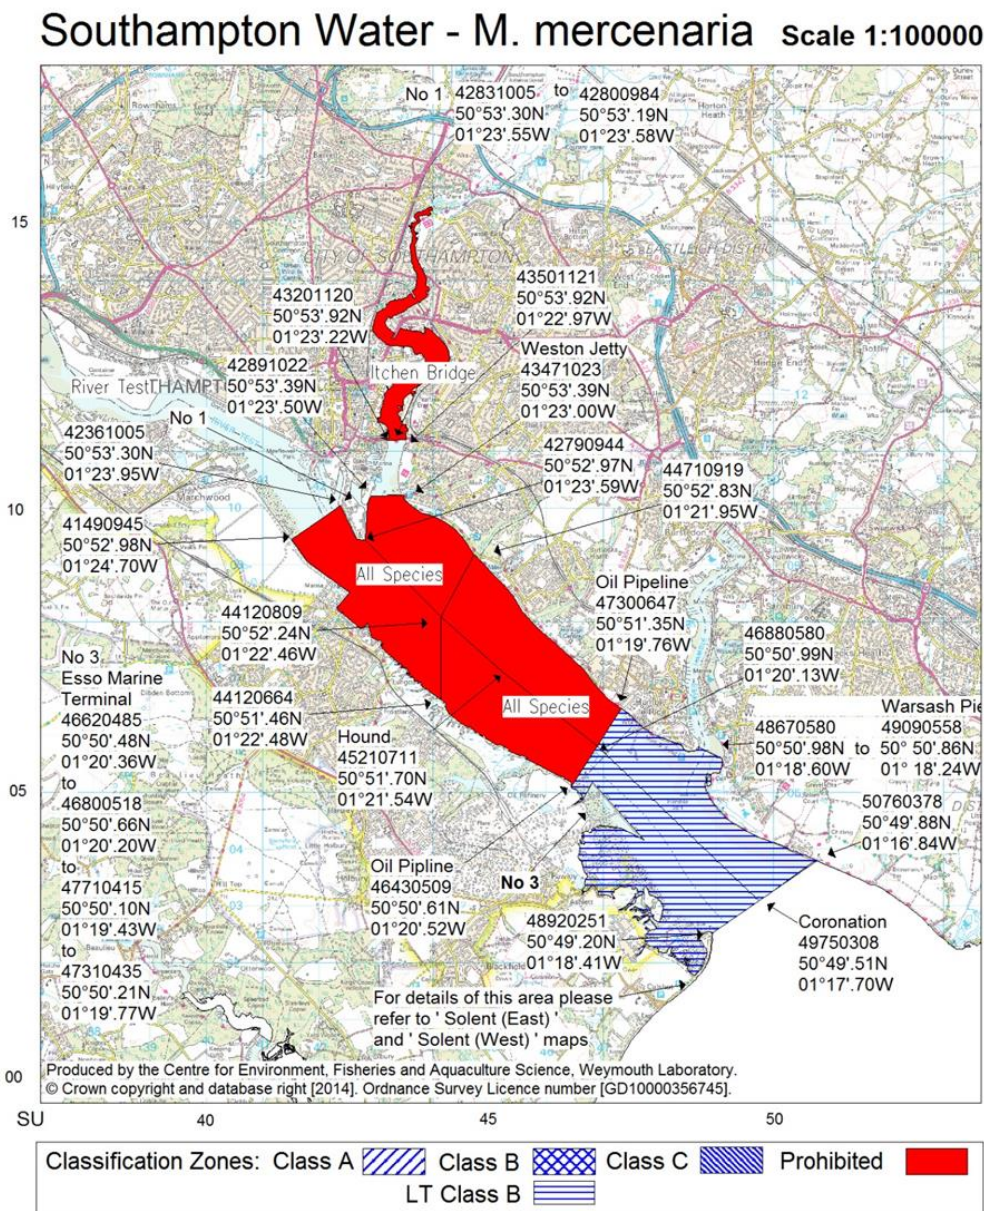 Southampton Water - M. mercenaria Scale 1:100000
No 1 42831005 to 42800984
50°53'.30N 50°53'.19N
01°23'.55W 01°23'.58W
15
CITY OF SOUTHAMPTON
43201120
50°53'.92N
01°23'.22W
43501121
50°53'.92N
01°22'.97W
Itchen Bridge
Weston Jetty
43471023
50°53'.39N
01°23'.00W
42891022
50°53'.39N
01°23'.50W
River Test
No 1
42361005
50°53'.30N
01°23'.95W
42790944
50°52'.97N
01°23'.59W
44710919
50°52'.83N
01°21'.95W
Marchwood
10
41490945
50°52'.98N
01°24'.70W
All Species
Oil Pipeline
47300647
50°51'.35N
01°19'.76W
44120809
50°52'.24N
01°22'.46W
46880580
50°50'.99N
01°20'.13W
No 3
Esso Marine
Terminal
46620485
50°50'.48N
01°20'.36W
to
46800518
50°50'.66N
01°20'.20W
to
47710415
50°50'.10N
01°19'.43W
to
47310435
50°50'.21N
01°19'.77W
44120664
50°51'.46N
01°22'.48W
All Species
Hound
45210711
50°51'.70N
01°21'.54W
Warsash Pie
48670580 to 49090558
50°50'.98N 50° 50'.86N
01°18'.60W 01° 18'.24W
05
50760378
50°49'.88N
01°16'.84W
Oil Refinery
Oil Pipline
46430509
50°50'.61N
01°20'.52W
No 3
48920251
50°49'.20N
01°18'.41W
Coronation
49750308
50°49'.51N
01°17'.70W
For details of this area please
refer to ' Solent (East) '
and ' Solent (West) ' maps
00
Produced by the Centre for Environment, Fisheries and Aquaculture Science, Weymouth Laboratory.
© Crown copyright and database right [2014]. Ordnance Survey Licence number [GD10000356745].
SU 40 45 50
Classification Zones: Class A Class B Class C Prohibited
LT Class B